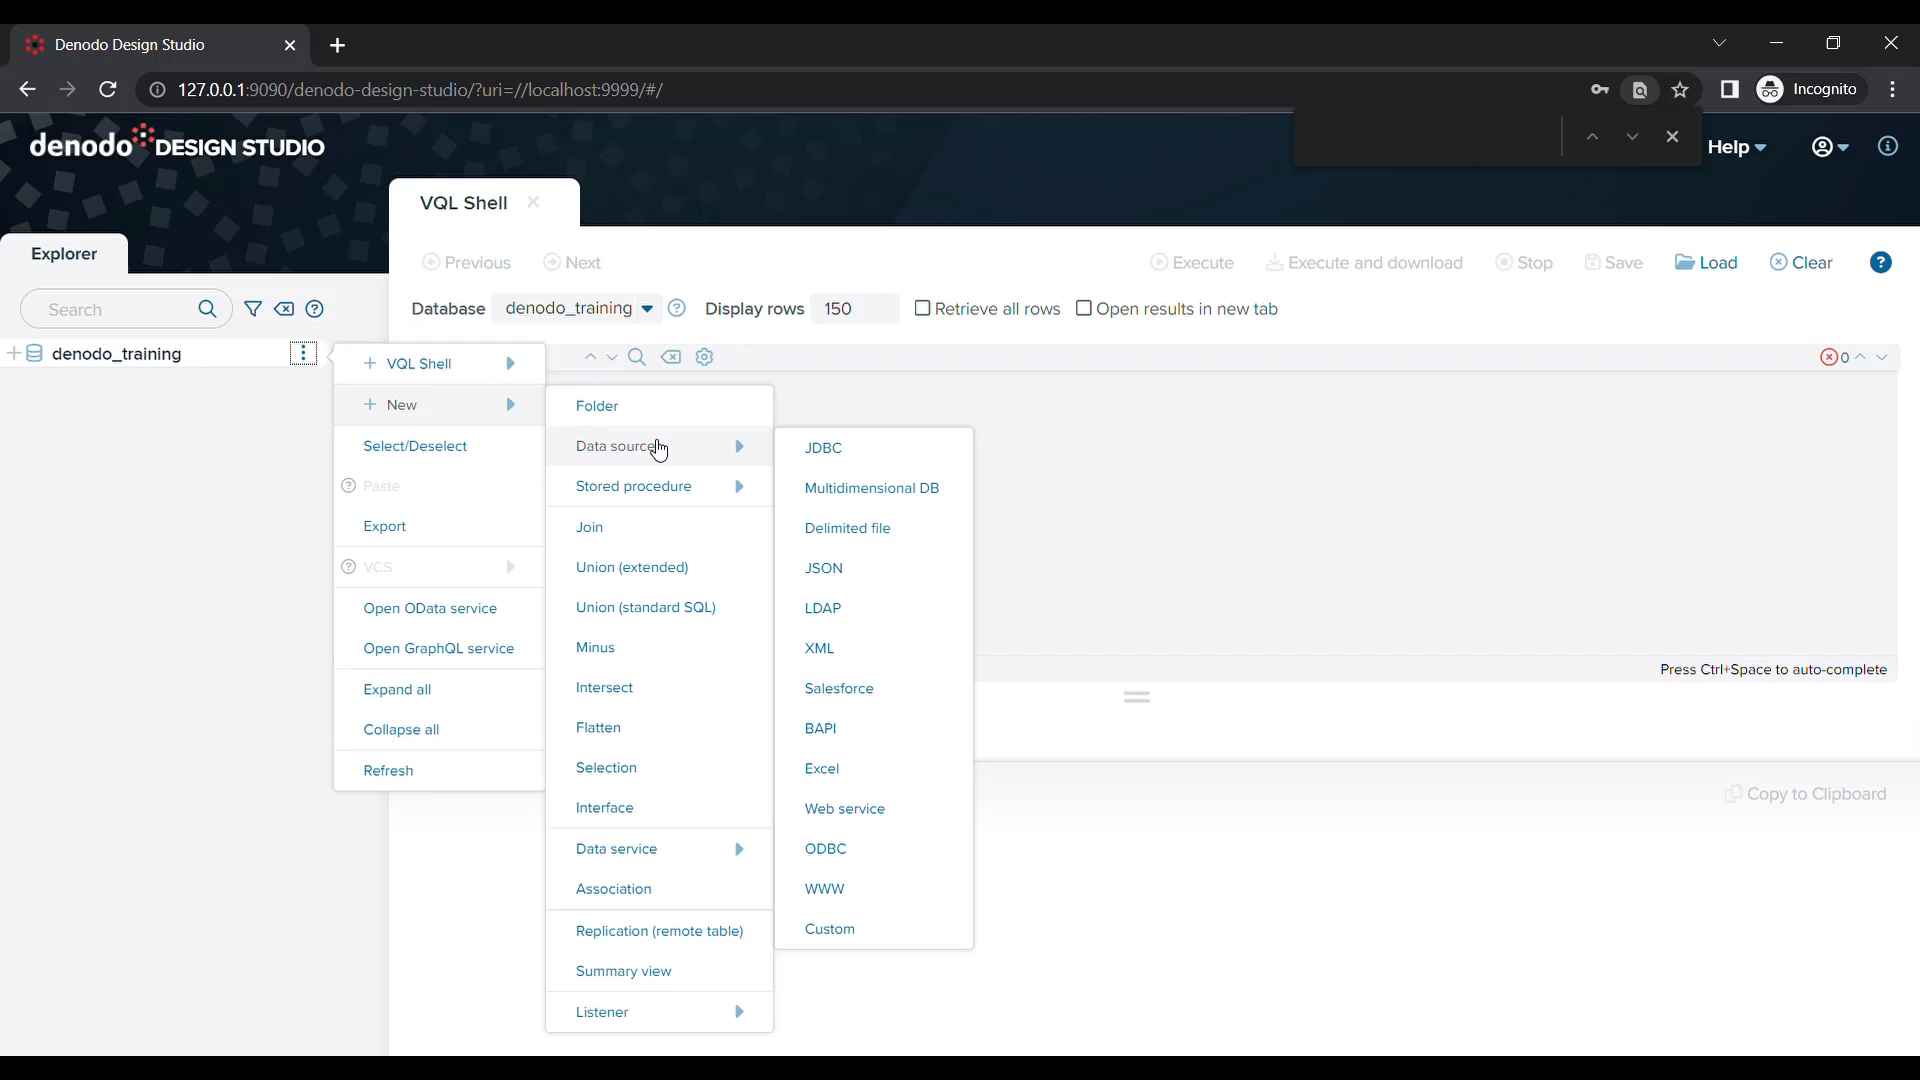 Denodo Design Studio
127.0.0.1:9090/denodo-design-studio/?uri=//localhost:9999/#/
Incognito
denodo DESIGN STUDIO
Help
VQL Shell
Explorer
Previous
Next
Execute
Execute and download
Stop
Save
Load
Clear
Search
Database
denodo_training
Display rows
150
Retrieve all rows
Open results in new tab
denodo_training
0
VQL Shell
New
Select/Deselect
Paste
Export
VCS
Open OData service
Open GraphQL service
Expand all
Collapse all
Refresh
Folder
Data source
Stored procedure
Join
Union (extended)
Union (standard SQL)
Minus
Intersect
Flatten
Selection
Interface
Data service
Association
Replication (remote table)
Summary view
Listener
JDBC
Multidimensional DB
Delimited file
JSON
LDAP
XML
Salesforce
BAPI
Excel
Web service
ODBC
WWW
Custom
Press Ctrl+Space to auto-complete
Copy to Clipboard